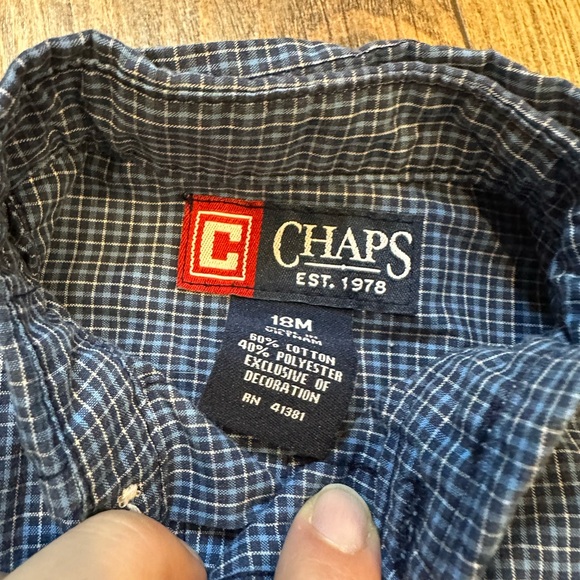 C
CHAPS
EST. 1978
18M
60% COTTON
40% POLYESTER
EXCLUSIVE OF
DECORATION
RN 41381